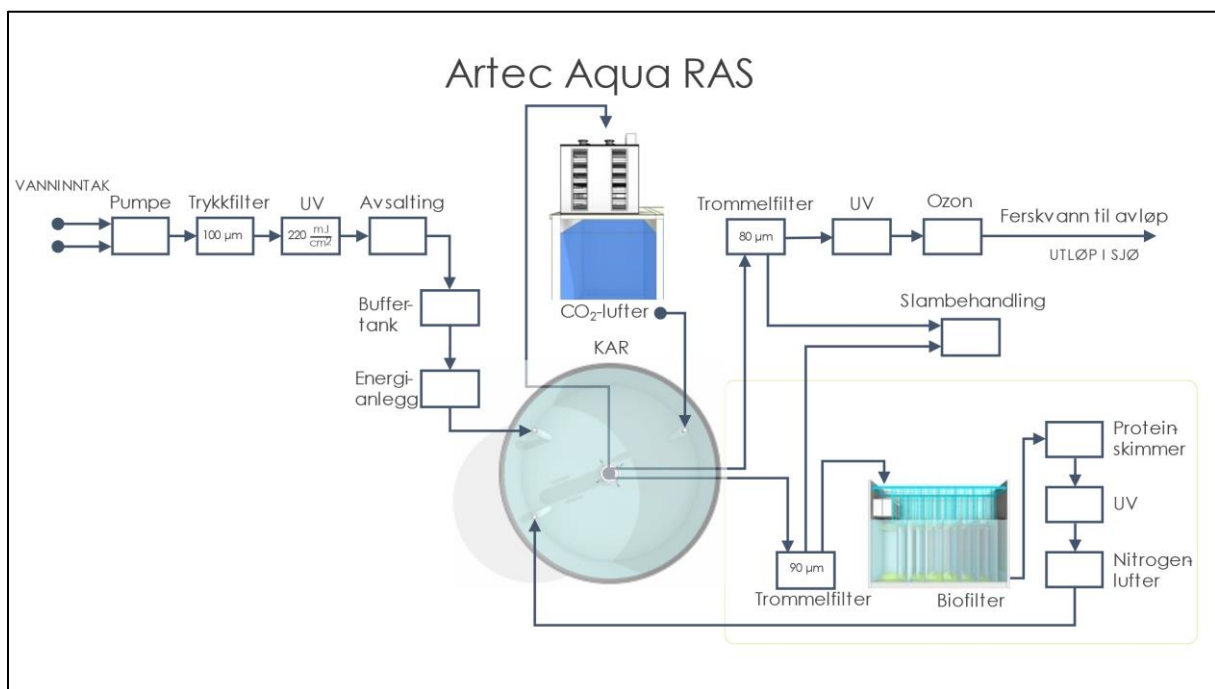 Artec Aqua RAS
VANNINNTAK
Pumpe
Trykkfilter
100 µm
UV
220 mJ
cm2
Avsalting
Buffer-
tank
Energi-
anlegg
CO2-lufter
KAR
Trommelfilter
80 µm
UV
Ozon
Ferskvann til avløp
UTLØP I SJØ
Slambehandling
90 µm
Trommelfilter
Biofilter
Protein-
skimmer
UV
Nitrogen-
lufter